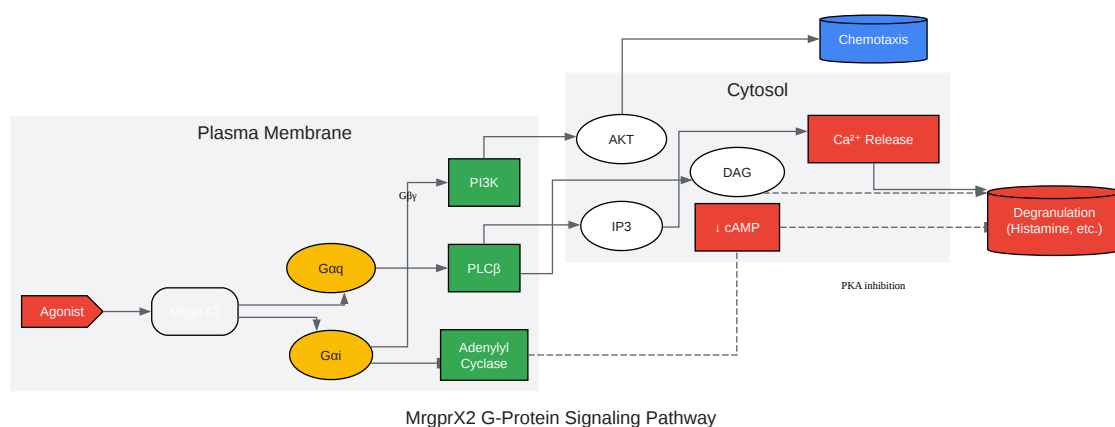 Chemotaxis
Cytosol
Plasma Membrane
AKT
Ca²⁺ Release
DAG
PI3K
Gβγ
Degranulation
(Histamine, etc.)
IP3
↓ cAMP
Gαq
PLCβ
PKA inhibition
Agonist
MrgprX2
Gαi
Adenylyl
Cyclase
MrgprX2 G-Protein Signaling Pathway